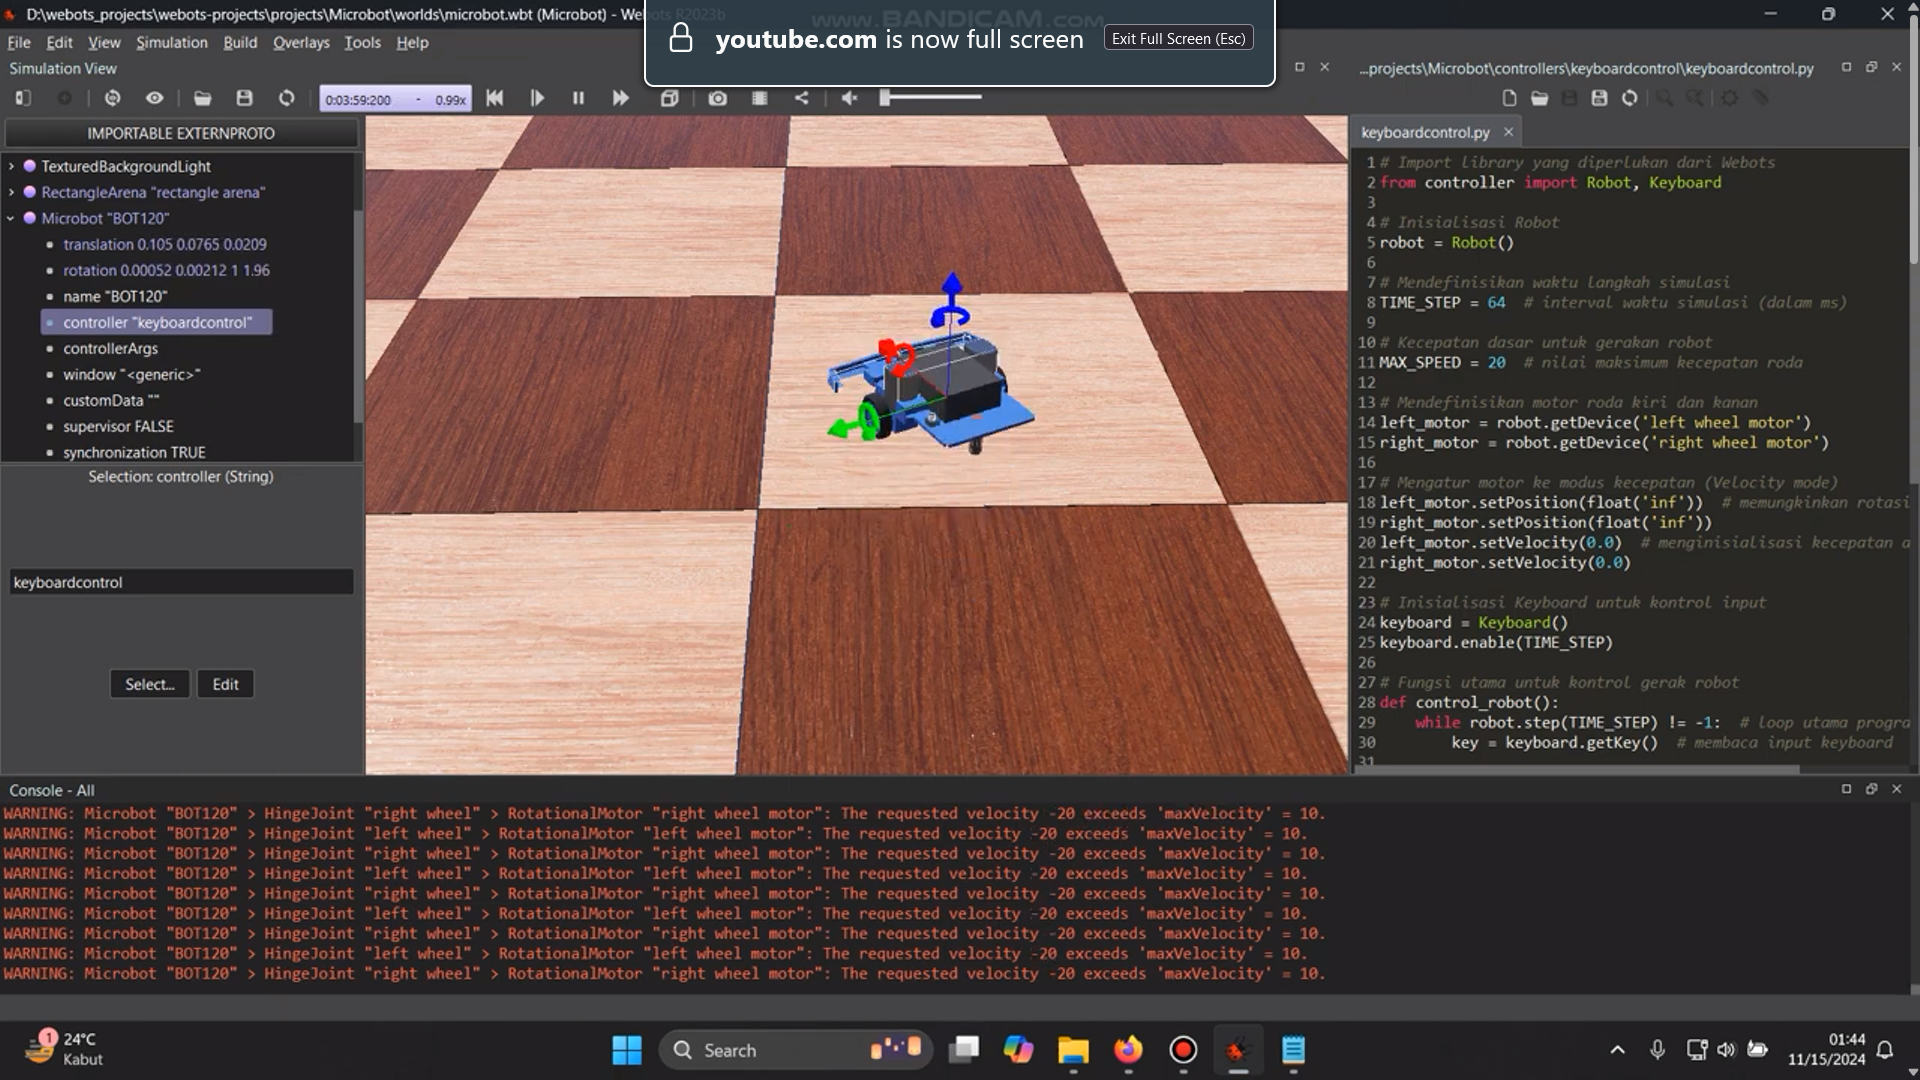 D:\webots_projects\webots-projects\projects\Microbot\worlds\microbot.wbt (Microbot) - Webots R2023b
www.BANDICAM.com
youtube.com is now full screen Exit Full Screen (Esc)
File Edit View Simulation Build Overlays Tools Help
Simulation View
...projects\Microbot\controllers\keyboardcontrol\keyboardcontrol.py
0:03:59:200 - 0.99x
IMPORTABLE EXTERNPROTO
TexturedBackgroundLight
RectangleArena "rectangle arena"
Microbot "BOT120"
translation 0.105 0.0765 0.0209
rotation 0.00052 0.00212 1 1.96
name "BOT120"
controller "keyboardcontrol"
controllerArgs
window "<generic>"
customData ""
supervisor FALSE
synchronization TRUE
Selection: controller (String)
keyboardcontrol
Select... Edit
keyboardcontrol.py
1 # Import library yang diperlukan dari Webots
2 from controller import Robot, Keyboard
3
4 # Inisialisasi Robot
5 robot = Robot()
6
7 # Mendefinisikan waktu langkah simulasi
8 TIME_STEP = 64 # interval waktu simulasi (dalam ms)
9
10 # Kecepatan dasar untuk gerakan robot
11 MAX_SPEED = 20 # nilai maksimum kecepatan roda
12
13 # Mendefinisikan motor roda kiri dan kanan
14 left_motor = robot.getDevice('left wheel motor')
15 right_motor = robot.getDevice('right wheel motor')
16
17 # Mengatur motor ke modus kecepatan (Velocity mode)
18 left_motor.setPosition(float('inf')) # memungkinkan rotasi
19 right_motor.setPosition(float('inf'))
20 left_motor.setVelocity(0.0) # menginisialisasi kecepatan a
21 right_motor.setVelocity(0.0)
22
23 # Inisialisasi Keyboard untuk kontrol input
24 keyboard = Keyboard()
25 keyboard.enable(TIME_STEP)
26
27 # Fungsi utama untuk kontrol gerak robot
28 def control_robot():
29 while robot.step(TIME_STEP) != -1: # loop utama progra
30 key = keyboard.getKey() # membaca input keyboard
31
Console - All
WARNING: Microbot "BOT120" > HingeJoint "right wheel" > RotationalMotor "right wheel motor": The requested velocity -20 exceeds 'maxVelocity' = 10.
WARNING: Microbot "BOT120" > HingeJoint "left wheel" > RotationalMotor "left wheel motor": The requested velocity -20 exceeds 'maxVelocity' = 10.
WARNING: Microbot "BOT120" > HingeJoint "right wheel" > RotationalMotor "right wheel motor": The requested velocity -20 exceeds 'maxVelocity' = 10.
WARNING: Microbot "BOT120" > HingeJoint "left wheel" > RotationalMotor "left wheel motor": The requested velocity -20 exceeds 'maxVelocity' = 10.
WARNING: Microbot "BOT120" > HingeJoint "right wheel" > RotationalMotor "right wheel motor": The requested velocity -20 exceeds 'maxVelocity' = 10.
WARNING: Microbot "BOT120" > HingeJoint "left wheel" > RotationalMotor "left wheel motor": The requested velocity -20 exceeds 'maxVelocity' = 10.
WARNING: Microbot "BOT120" > HingeJoint "right wheel" > RotationalMotor "right wheel motor": The requested velocity -20 exceeds 'maxVelocity' = 10.
WARNING: Microbot "BOT120" > HingeJoint "left wheel" > RotationalMotor "left wheel motor": The requested velocity -20 exceeds 'maxVelocity' = 10.
WARNING: Microbot "BOT120" > HingeJoint "right wheel" > RotationalMotor "right wheel motor": The requested velocity -20 exceeds 'maxVelocity' = 10.
1
24°C
Kabut
Search
01:44
11/15/2024